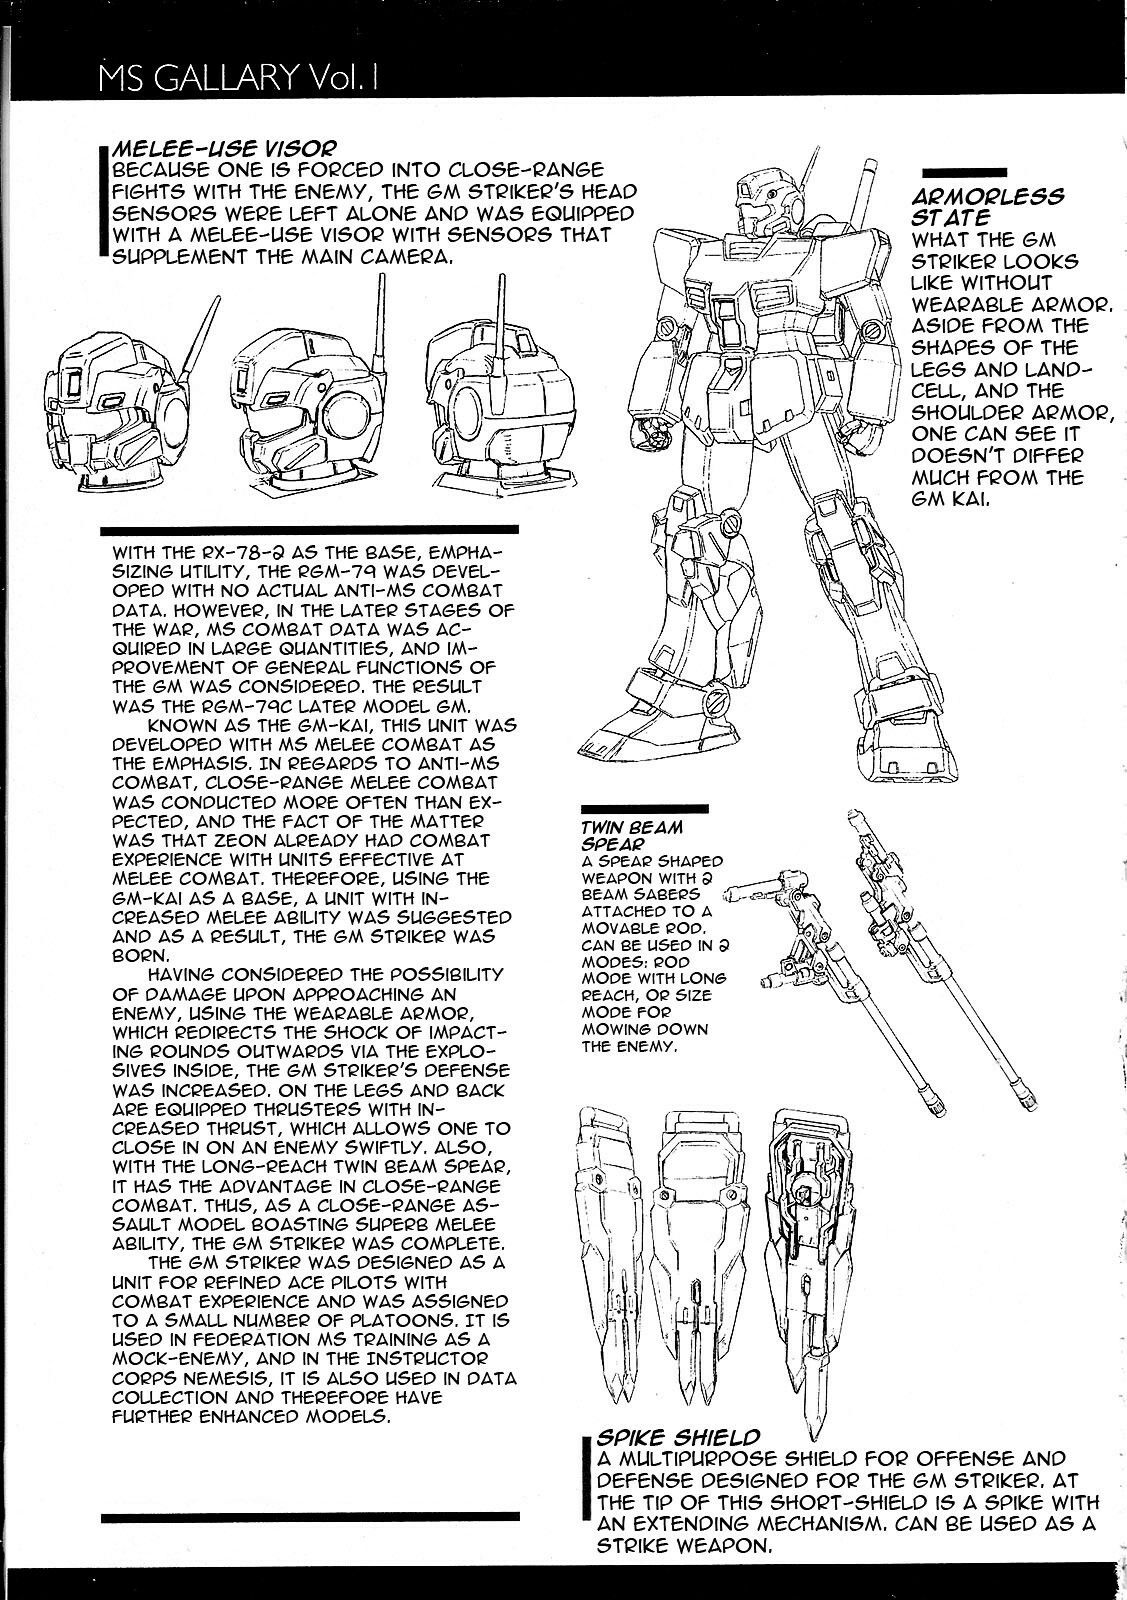 MS GALLARY Vol.1
MELEE-USE VISOR
BECAUSE ONE IS FORCED INTO CLOSE-RANGE
FIGHTS WITH THE ENEMY, THE GM STRIKER'S HEAD
SENSORS WERE LEFT ALONE AND WAS EQUIPPED
WITH A MELEE-USE VISOR WITH SENSORS THAT
SUPPLEMENT THE MAIN CAMERA.
ARMORLESS
STATE
WHAT THE GM
STRIKER LOOKS
LIKE WITHOUT
WEARABLE ARMOR.
ASIDE FROM THE
SHAPES OF THE
LEGS AND LAND-
CELL, AND THE
SHOULDER ARMOR,
ONE CAN SEE IT
DOESN'T DIFFER
MUCH FROM THE
GM KAI.
WITH THE RX-78-2 AS THE BASE, EMPHA-
SIZING UTILITY, THE RGM-79 WAS DEVEL-
OPED WITH NO ACTUAL ANTI-MS COMBAT
DATA. HOWEVER, IN THE LATER STAGES OF
THE WAR, MS COMBAT DATA WAS AC-
QUIRED IN LARGE QUANTITIES, AND IM-
PROVEMENT OF GENERAL FUNCTIONS OF
THE GM WAS CONSIDERED. THE RESULT
WAS THE RGM-79C LATER MODEL GM.
KNOWN AS THE GM-KAI, THIS UNIT WAS
DEVELOPED WITH MS MELEE COMBAT AS
THE EMPHASIS. IN REGARDS TO ANTI-MS
COMBAT, CLOSE-RANGE MELEE COMBAT
WAS CONDUCTED MORE OFTEN THAN EX-
PECTED, AND THE FACT OF THE MATTER
WAS THAT ZEON ALREADY HAD COMBAT
EXPERIENCE WITH UNITS EFFECTIVE AT
MELEE COMBAT. THEREFORE, USING THE
GM-KAI AS A BASE, A UNIT WITH IN-
CREASED MELEE ABILITY WAS SUGGESTED
AND AS A RESULT, THE GM STRIKER WAS
BORN.
HAVING CONSIDERED THE POSSIBILITY
OF DAMAGE UPON APPROACHING AN
ENEMY, USING THE WEARABLE ARMOR,
WHICH REDIRECTS THE SHOCK OF IMPACT-
ING ROUNDS OUTWARDS VIA THE EXPLO-
SIVES INSIDE, THE GM STRIKER'S DEFENSE
WAS INCREASED. ON THE LEGS AND BACK
ARE EQUIPPED THRUSTERS WITH IN-
CREASED THRUST, WHICH ALLOWS ONE TO
CLOSE IN ON AN ENEMY SWIFTLY. ALSO,
WITH THE LONG-REACH TWIN BEAM SPEAR,
IT HAS THE ADVANTAGE IN CLOSE-RANGE
COMBAT. THUS, AS A CLOSE-RANGE AS-
SAULT MODEL BOASTING SUPERB MELEE
ABILITY, THE GM STRIKER WAS COMPLETE.
THE GM STRIKER WAS DESIGNED AS A
UNIT FOR REFINED ACE PILOTS WITH
COMBAT EXPERIENCE AND WAS ASSIGNED
TO A SMALL NUMBER OF PLATOONS. IT IS
USED IN FEDERATION MS TRAINING AS A
MOCK-ENEMY, AND IN THE INSTRUCTOR
CORPS NEMESIS, IT IS ALSO USED IN DATA
COLLECTION AND THEREFORE HAVE
FURTHER ENHANCED MODELS.
TWIN BEAM
SPEAR
A SPEAR SHAPED
WEAPON WITH 2
BEAM SABERS
ATTACHED TO A
MOVABLE ROD.
CAN BE USED IN 2
MODES: ROD
MODE WITH LONG
REACH, OR SIZE
MODE FOR
MOWING DOWN
THE ENEMY.
SPIKE SHIELD
A MULTIPURPOSE SHIELD FOR OFFENSE AND
DEFENSE DESIGNED FOR THE GM STRIKER. AT
THE TIP OF THIS SHORT-SHIELD IS A SPIKE WITH
AN EXTENDING MECHANISM. CAN BE USED AS A
STRIKE WEAPON.